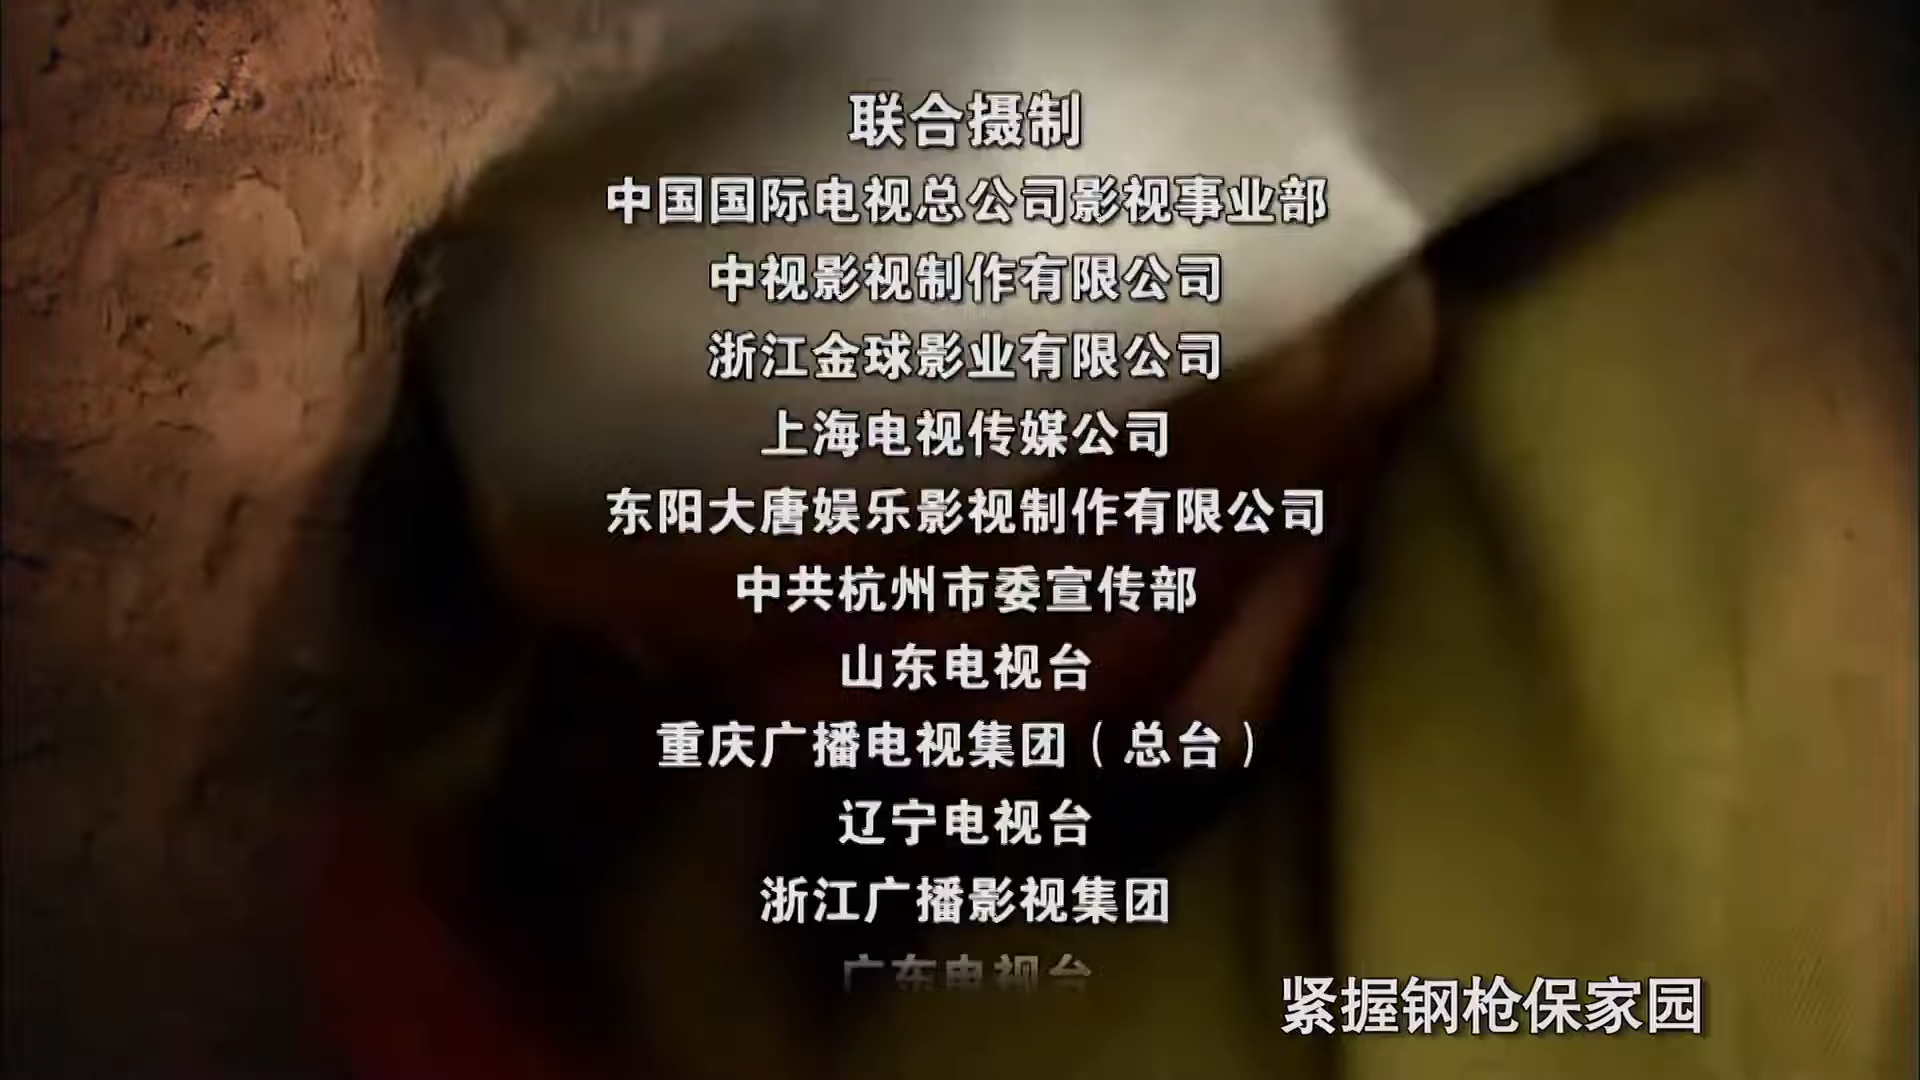 联合摄制
中国国际电视总公司影视事业部
中视影视制作有限公司
浙江金球影业有限公司
上海电视传媒公司
东阳大唐娱乐影视制作有限公司
中共杭州市委宣传部
山东电视台
重庆广播电视集团（总台）
辽宁电视台
浙江广播影视集团
广东电视台
紧握钢枪保家园